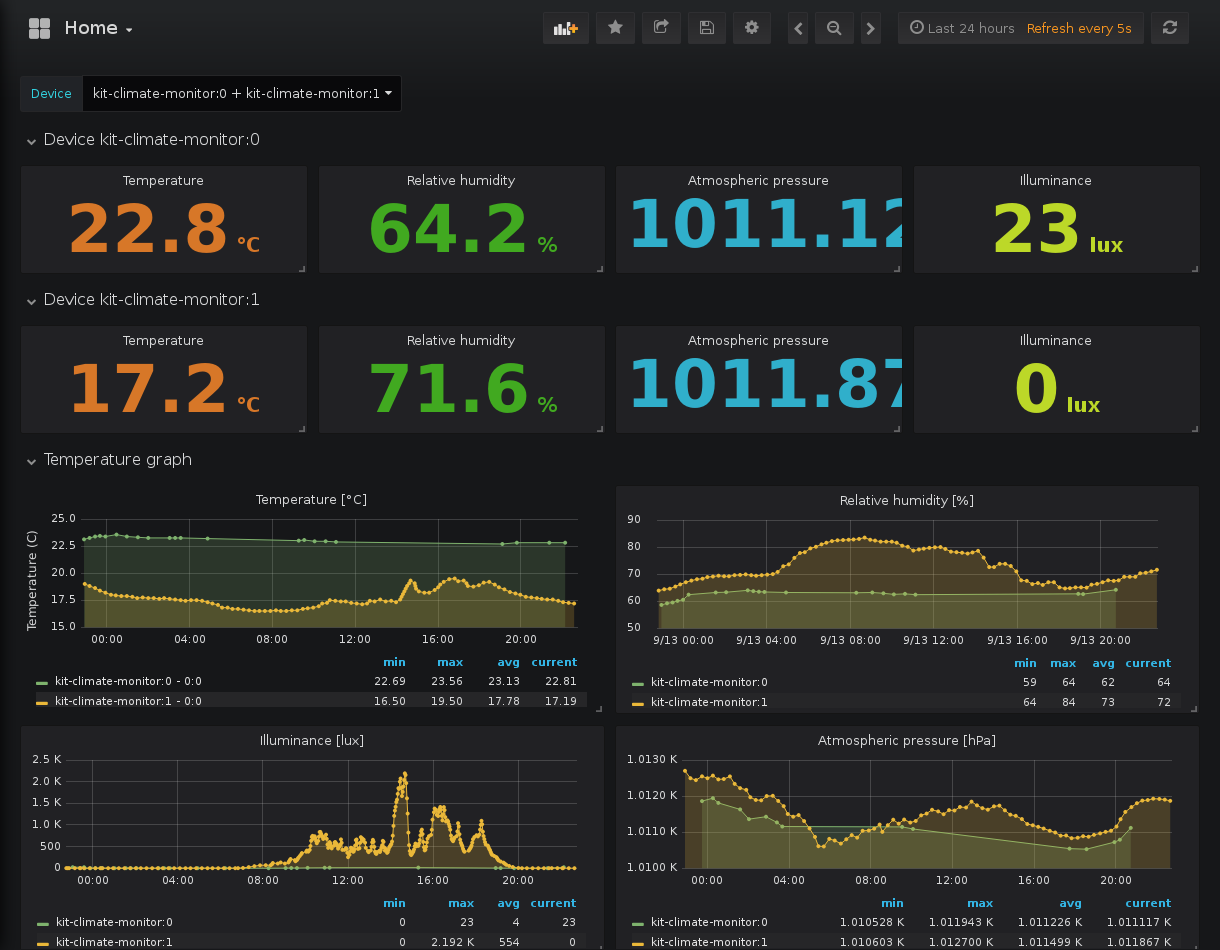 Home
Last 24 hours Refresh every 5s
Device kit-climate-monitor:0 + kit-climate-monitor:1
Device kit-climate-monitor:0
Temperature Relative humidity Atmospheric pressure Illuminance
22.8 °C 64.2 % 1011.12 23 lux
Device kit-climate-monitor:1
Temperature Relative humidity Atmospheric pressure Illuminance
17.2 °C 71.6 % 1011.87 0 lux
Temperature graph
Temperature [°C]
Temperature (C)
25.0
22.5
20.0
17.5
15.0
00:00 04:00 08:00 12:00 16:00 20:00
min max avg current
kit-climate-monitor:0 - 0:0 22.69 23.56 23.13 22.81
kit-climate-monitor:1 - 0:0 16.50 19.50 17.78 17.19
Relative humidity [%]
90
80
70
60
50
9/13 00:00 9/13 04:00 9/13 08:00 9/13 12:00 9/13 16:00 9/13 20:00
min max avg current
kit-climate-monitor:0 59 64 62 64
kit-climate-monitor:1 64 84 73 72
Illuminance [lux]
2.5 K
2.0 K
1.5 K
1.0 K
500
0
00:00 04:00 08:00 12:00 16:00 20:00
min max avg current
kit-climate-monitor:0 0 23 4 23
kit-climate-monitor:1 0 2.192 K 554 0
Atmospheric pressure [hPa]
1.0130 K
1.0120 K
1.0110 K
1.0100 K
00:00 04:00 08:00 12:00 16:00 20:00
min max avg current
kit-climate-monitor:0 1.010528 K 1.011943 K 1.011226 K 1.011117 K
kit-climate-monitor:1 1.010603 K 1.012700 K 1.011499 K 1.011867 K